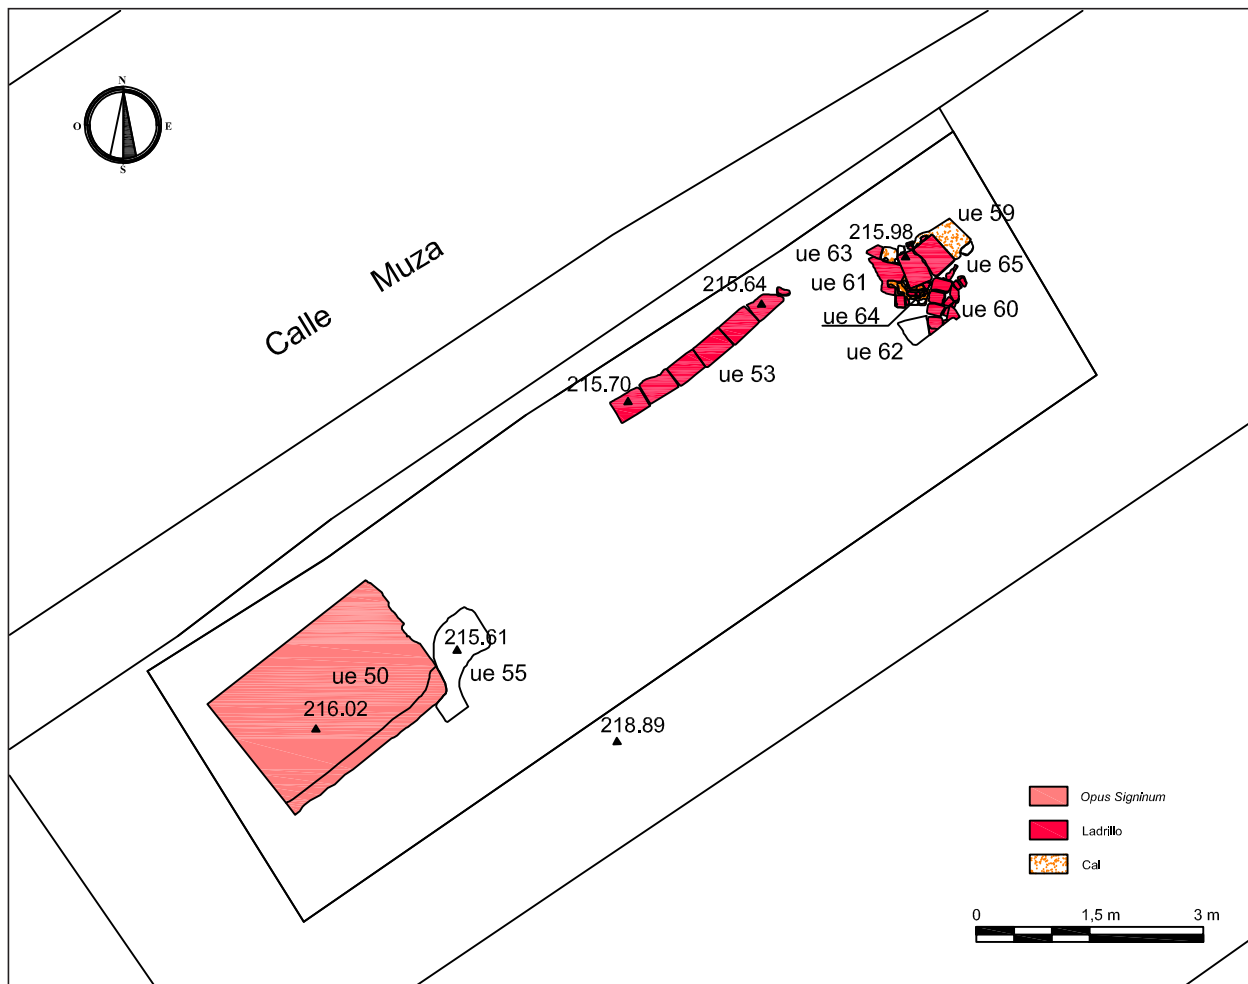 N
O E
S
Calle Muza
ue 59
215.98
ue 63
ue 65
215.64
ue 61
ue 60
ue 64
ue 62
ue 53
215.70
215.61
ue 50
ue 55
216.02
218.89
Opus Signinum
Ladrillo
Cal
0 1,5 m 3 m